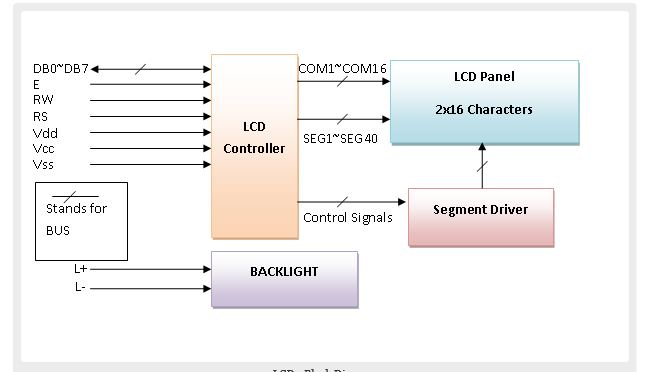 DB0~DB7
E
RW
RS
Vdd
Vcc
Vss
LCD
Controller
COM1~COM16
SEG1~SEG40
Control Signals
LCD Panel
2x16 Characters
Segment Driver
Stands for
BUS
L+
L-
BACKLIGHT